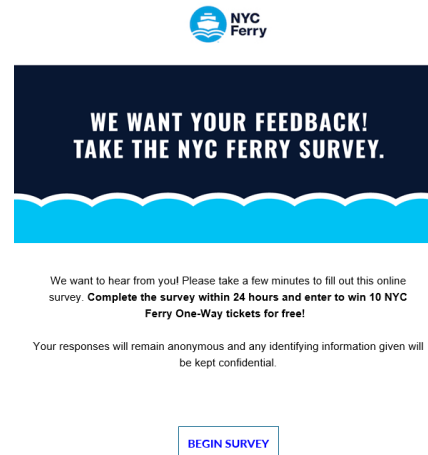 NYC
Ferry
WE WANT YOUR FEEDBACK!
TAKE THE NYC FERRY SURVEY.
We want to hear from you! Please take a few minutes to fill out this online
survey. Complete the survey within 24 hours and enter to win 10 NYC
Ferry One-Way tickets for free!
Your responses will remain anonymous and any identifying information given will
be kept confidential.
BEGIN SURVEY